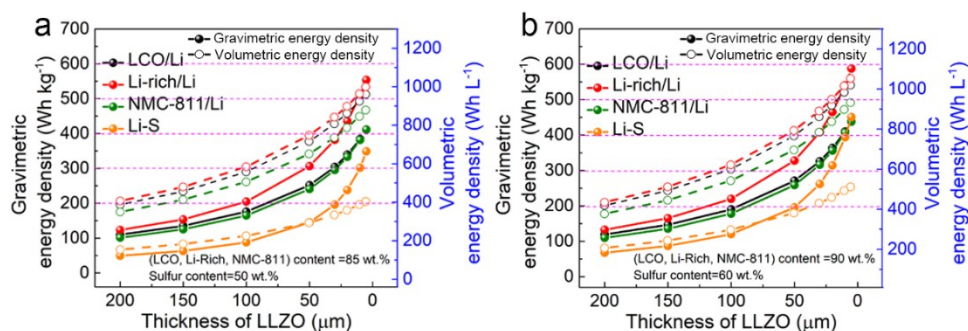 a
Gravimetric
energy density (Wh kg-1)
700
600
500
400
300
200
100
0
LCO/Li
Li-rich/Li
NMC-811/Li
Li-S
Gravimetric energy density
Volumetric energy density
(LCO, Li-Rich, NMC-811) content =85 wt.%
Sulfur content=50 wt.%
200
150
100
50
0
Thickness of LLZO (μm)
1200
1000
800
600
400
200
0
Volumetric
energy density (Wh L-1)
b
Gravimetric
energy density (Wh kg-1)
700
600
500
400
300
200
100
0
LCO/Li
Li-rich/Li
NMC-811/Li
Li-S
Gravimetric energy density
Volumetric energy density
(LCO, Li-Rich, NMC-811) content =90 wt.%
Sulfur content=60 wt.%
200
150
100
50
0
Thickness of LLZO (μm)
1200
1000
800
600
400
200
0
Volumetric
energy density (Wh L-1)